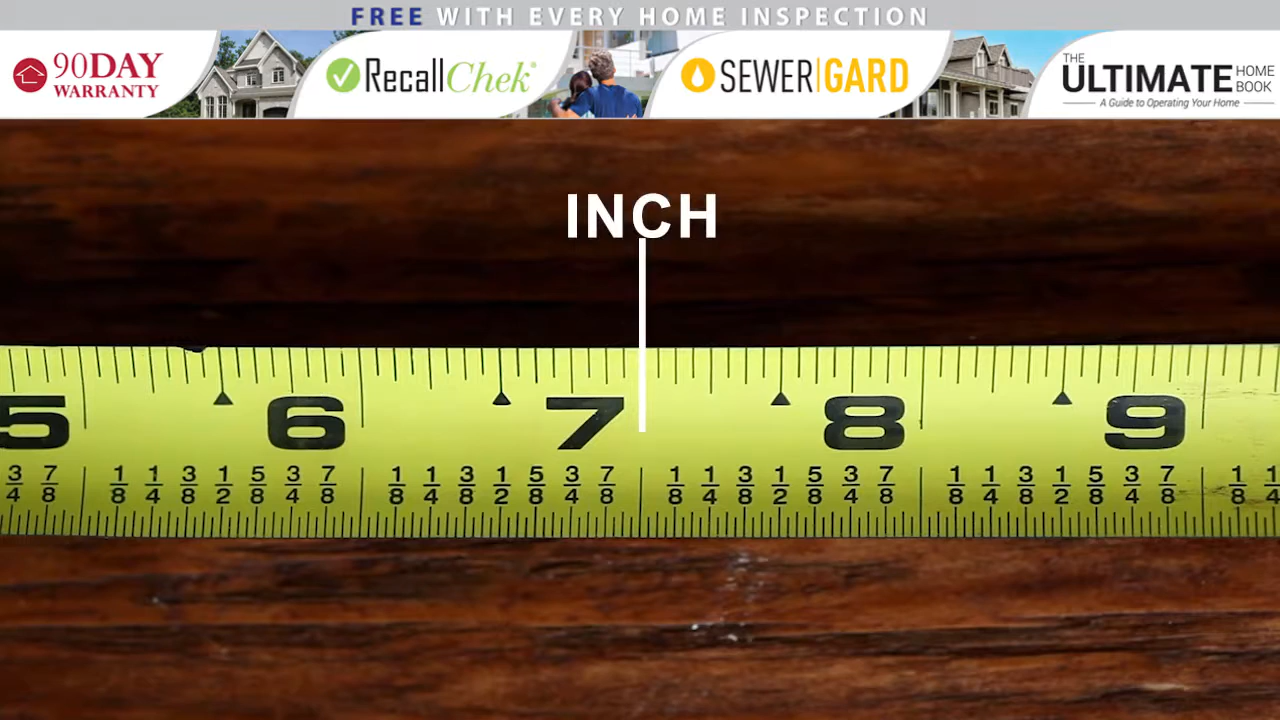 FREE WITH EVERY HOME INSPECTION
90DAY WARRANTY
RecallChek®
SEWER|GARD
THE ULTIMATE HOME BOOK
A Guide to Operating Your Home
INCH
5 6 7 8 9
3/4 7/8 1/8 1/4 3/8 1/2 5/8 3/4 7/8 1/8 1/4 3/8 1/2 5/8 3/4 7/8 1/8 1/4 3/8 1/2 5/8 3/4 7/8 1/8 1/4 3/8 1/2 5/8 3/4 7/8 1/8 1/4